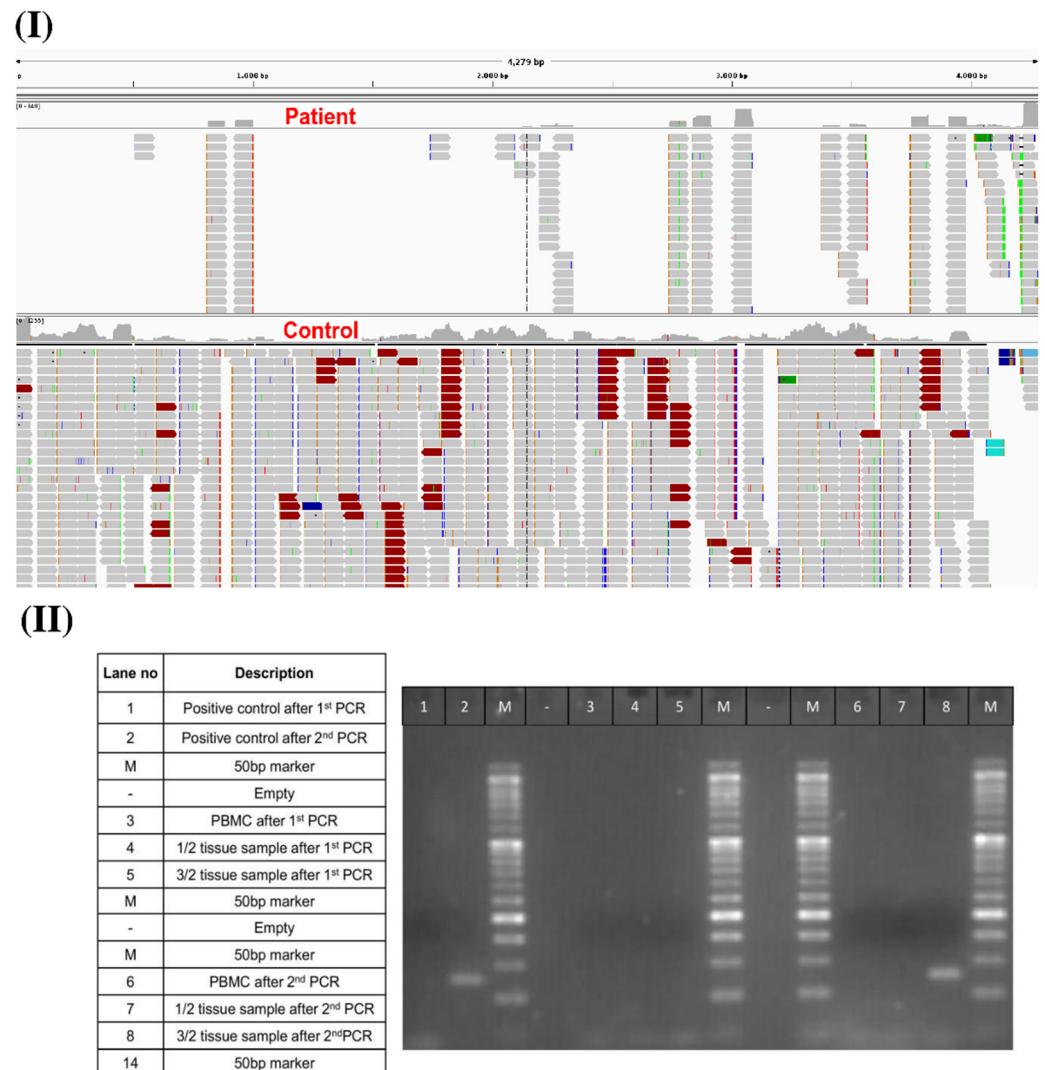 (I)
4,279 bp
p 1.000 bp 2.000 bp 3.000 bp 4.000 bp
Patient
Control
(II)
Lane no Description
1 Positive control after 1st PCR
2 Positive control after 2nd PCR
M 50bp marker
- Empty
3 PBMC after 1st PCR
4 1/2 tissue sample after 1st PCR
5 3/2 tissue sample after 1st PCR
M 50bp marker
- Empty
M 50bp marker
6 PBMC after 2nd PCR
7 1/2 tissue sample after 2nd PCR
8 3/2 tissue sample after 2ndPCR
14 50bp marker
1 2 M - 3 4 5 M - M 6 7 8 M